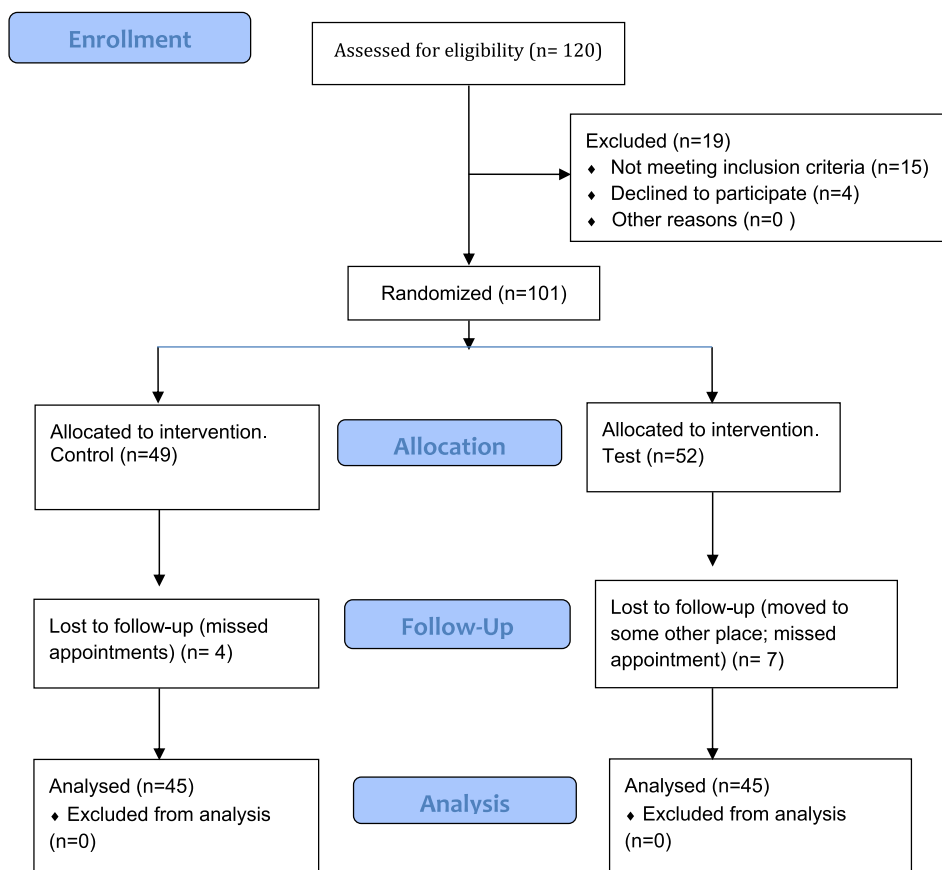 Enrollment
Assessed for eligibility (n= 120)
Excluded (n=19)
♦ Not meeting inclusion criteria (n=15)
♦ Declined to participate (n=4)
♦ Other reasons (n=0 )
Randomized (n=101)
Allocated to intervention.
Control (n=49)
Allocation
Allocated to intervention.
Test (n=52)
Lost to follow-up (missed
appointments) (n= 4)
Follow-Up
Lost to follow-up (moved to
some other place; missed
appointment) (n= 7)
Analysed (n=45)
♦ Excluded from analysis
(n=0)
Analysis
Analysed (n=45)
♦ Excluded from analysis
(n=0)